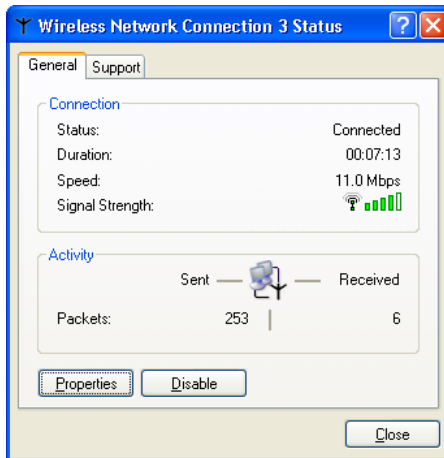 Wireless Network Connection 3 Status
General Support
Connection
Status: Connected
Duration: 00:07:13
Speed: 11.0 Mbps
Signal Strength:
Activity
Sent Received
Packets: 253 6
Properties Disable
Close